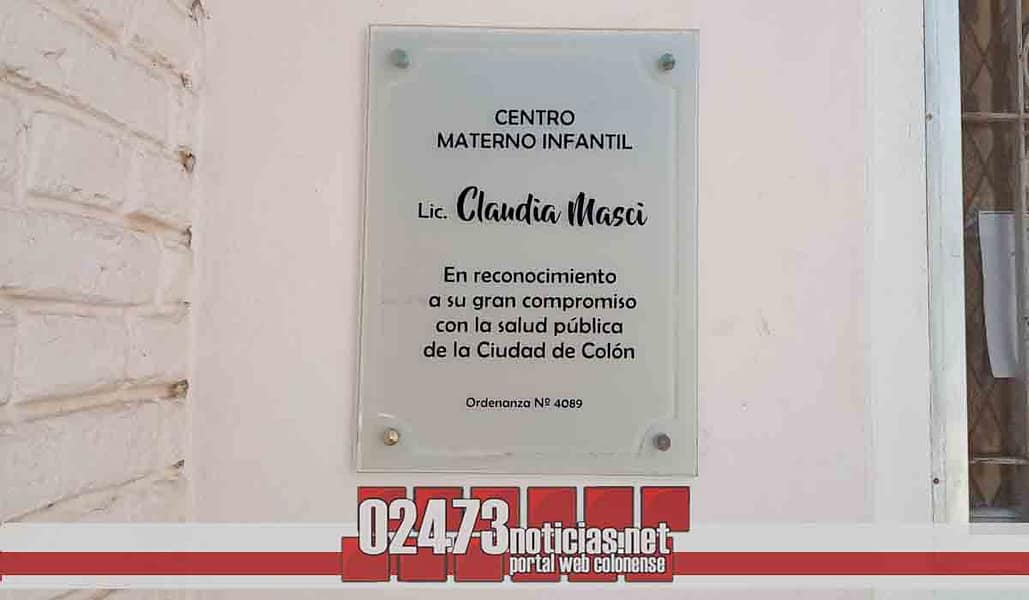 CENTRO
MATERNO INFANTIL
Lic. Claudia Masci
En reconocimiento
a su gran compromiso
con la salud pública
de la Ciudad de Colón
Ordenanza Nº 4089
02473noticias.net
portal web colonense